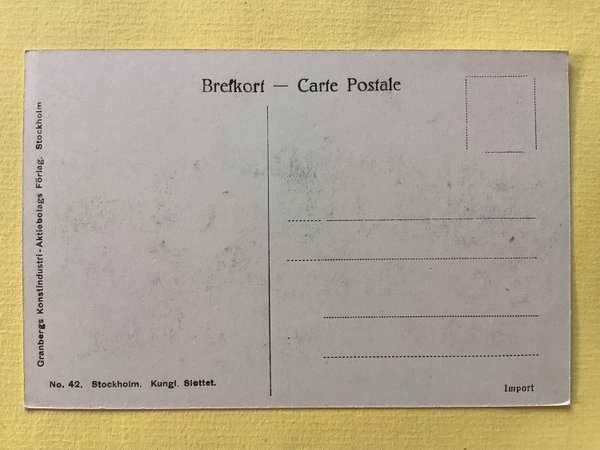 Brefkort — Carte Postale
Granbergs Konstindustri-Aktiebolags Förlag. Stockholm
No. 42. Stockholm. Kungl. Slottet.
Import